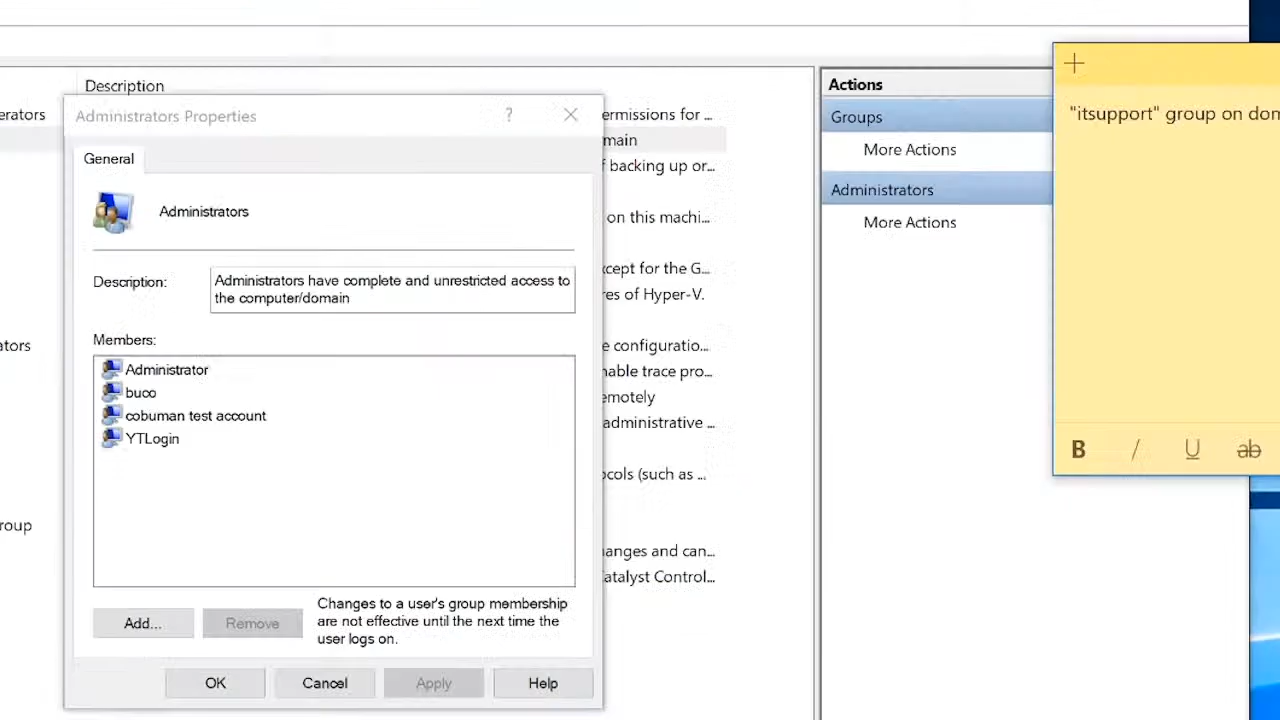 Description
erators
ermissions for ...
main
f backing up or...
on this machi...
xcept for the G...
res of Hyper-V.
ators
e configuratio...
nable trace pro...
emotely
administrative ...
ocols (such as ...
roup
hanges and can...
Catalyst Control...
Administrators Properties
?
General
Administrators
Description:
Administrators have complete and unrestricted access to
the computer/domain
Members:
Administrator
buco
cobuman test account
YTLogin
Add...
Remove
Changes to a user's group membership
are not effective until the next time the
user logs on.
OK
Cancel
Apply
Help
Actions
Groups
More Actions
Administrators
More Actions
"itsupport" group on dom
B
/
U
ab